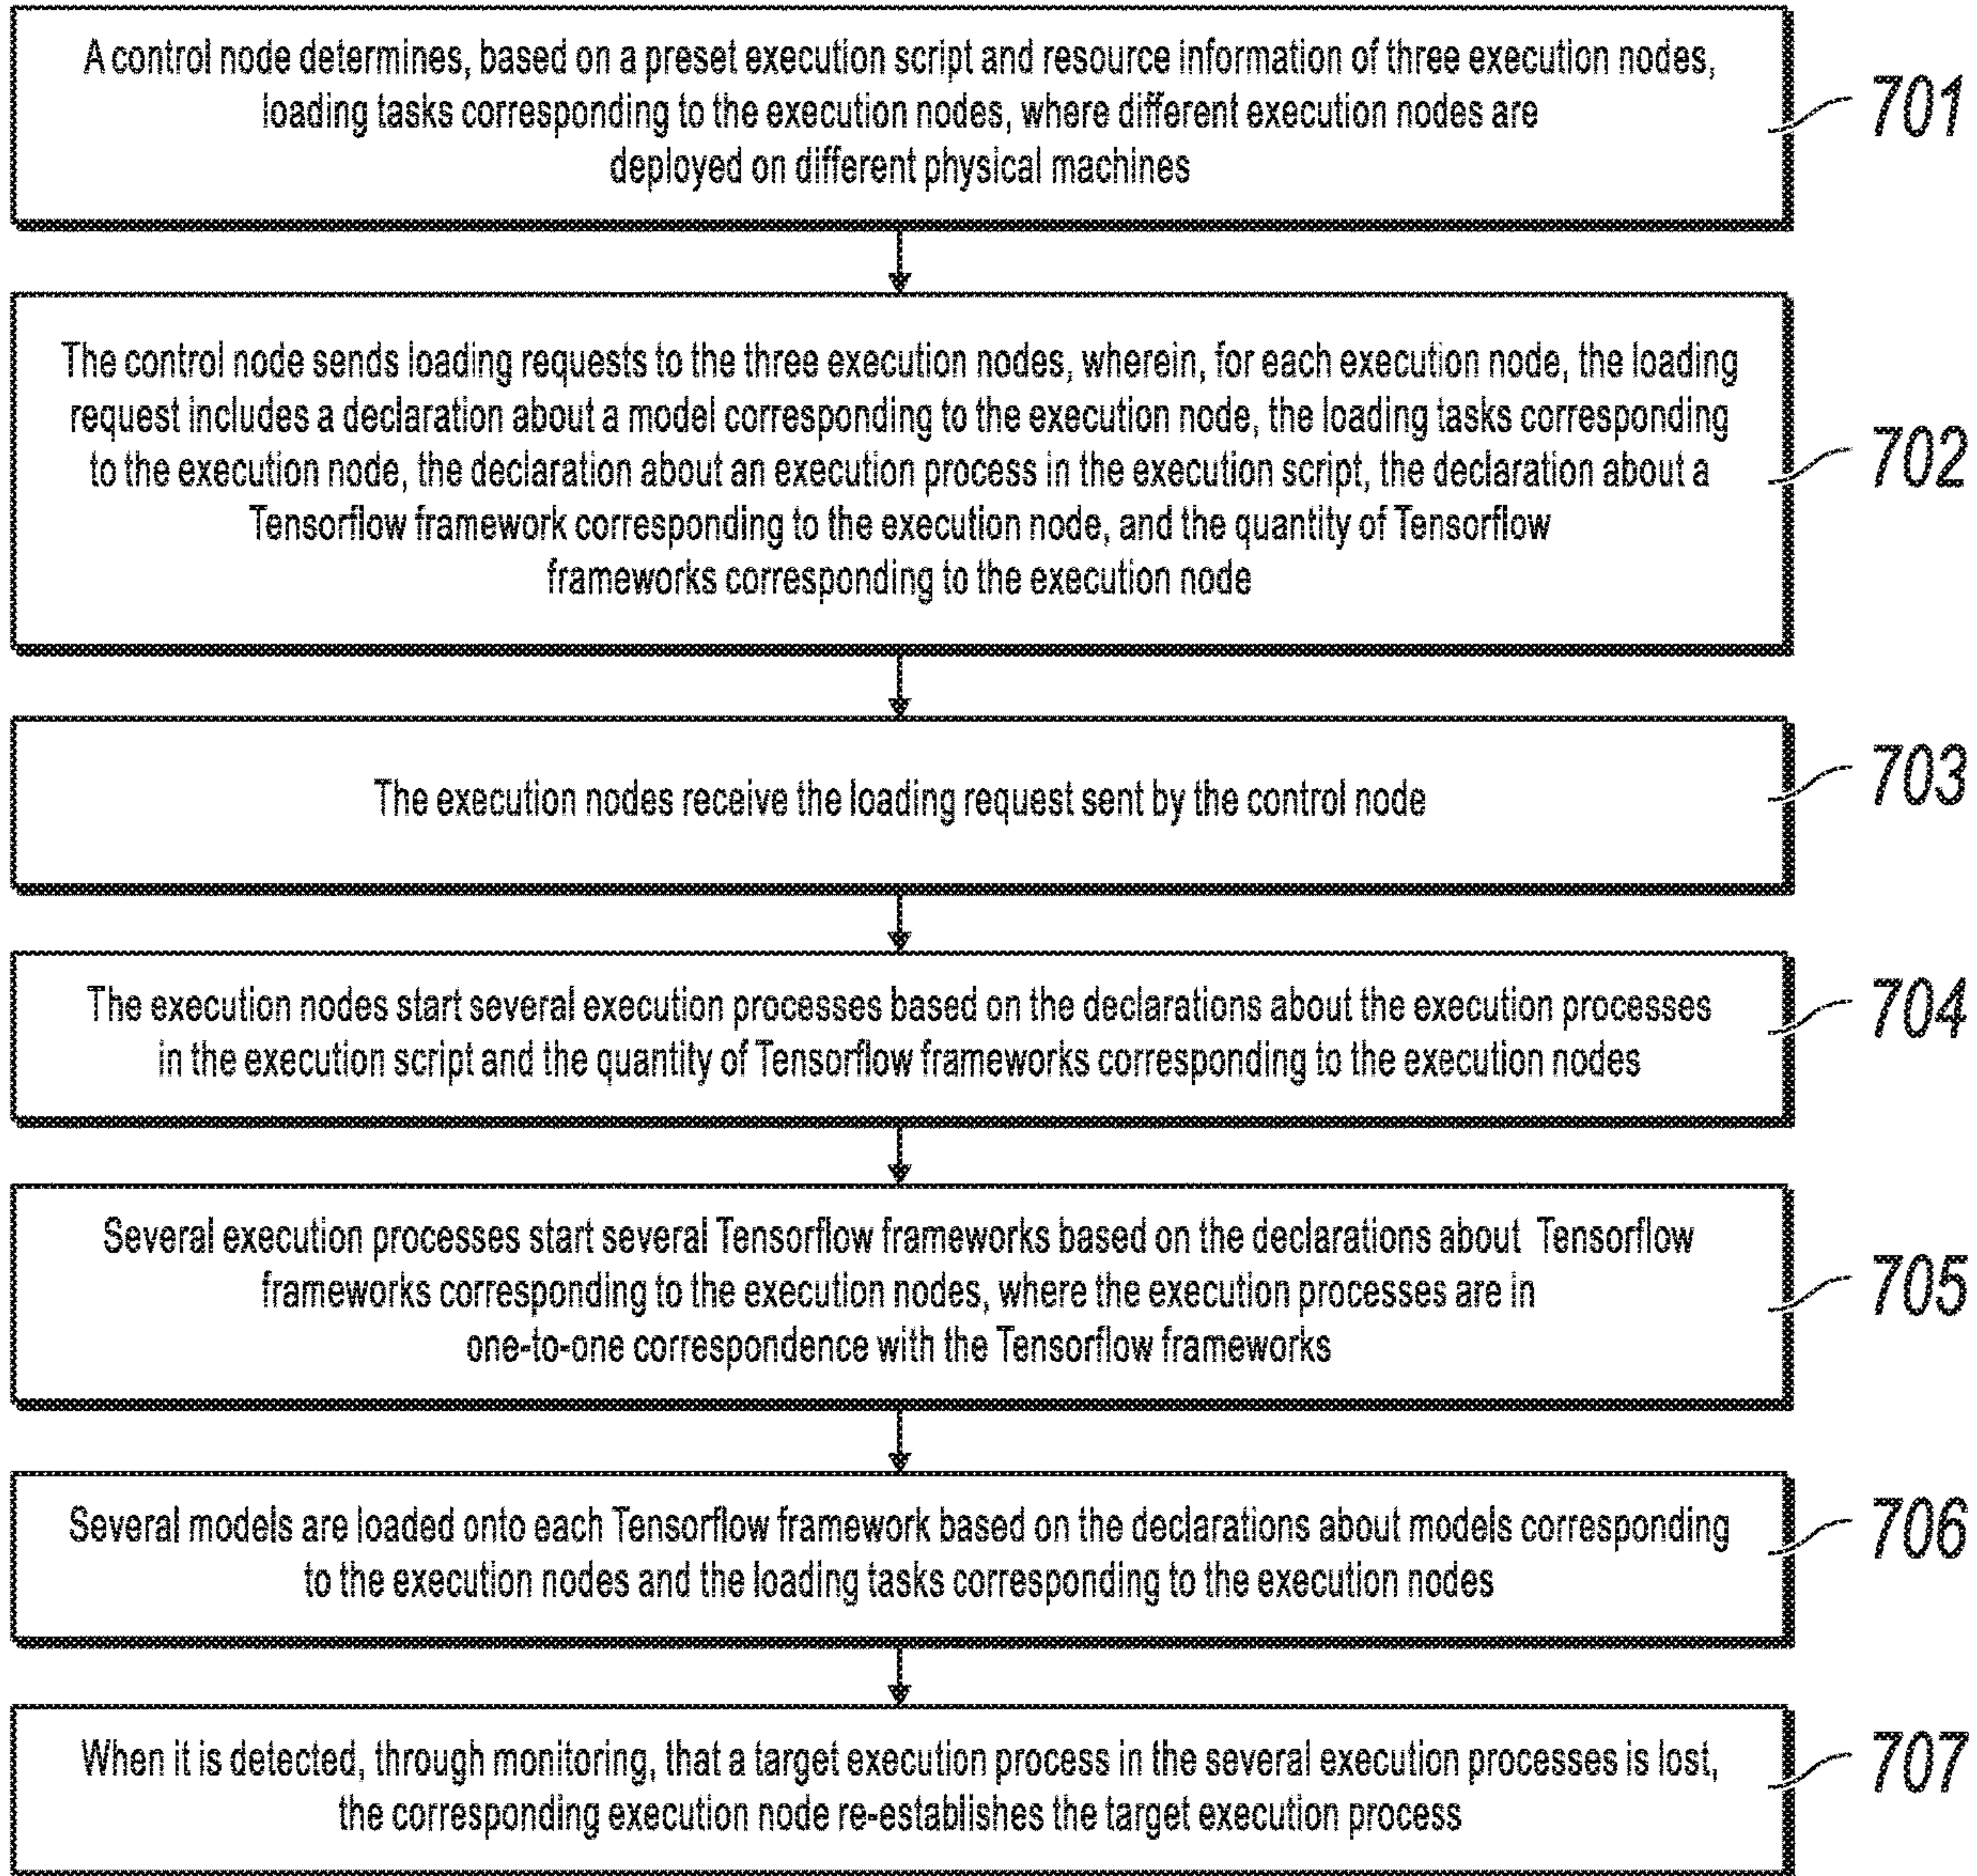 A control node determines, based on a preset execution script and resource information of three execution nodes,
loading tasks corresponding to the execution nodes, where different execution nodes are
deployed on different physical machines
701
The control node sends loading requests to the three execution nodes, wherein, for each execution node, the loading
request includes a declaration about a model corresponding to the execution node, the loading tasks corresponding
to the execution node, the declaration about an execution process in the execution script, the declaration about a
Tensorflow framework corresponding to the execution node, and the quantity of Tensorflow
frameworks corresponding to the execution node
702
The execution nodes receive the loading request sent by the control node
703
The execution nodes start several execution processes based on the declarations about the execution processes
in the execution script and the quantity of Tensorflow frameworks corresponding to the execution nodes
704
Several execution processes start several Tensorflow frameworks based on the declarations about Tensorflow
frameworks corresponding to the execution nodes, where the execution processes are in
one-to-one correspondence with the Tensorflow frameworks
705
Several models are loaded onto each Tensorflow framework based on the declarations about models corresponding
to the execution nodes and the loading tasks corresponding to the execution nodes
706
When it is detected, through monitoring, that a target execution process in the several execution processes is lost,
the corresponding execution node re-establishes the target execution process
707